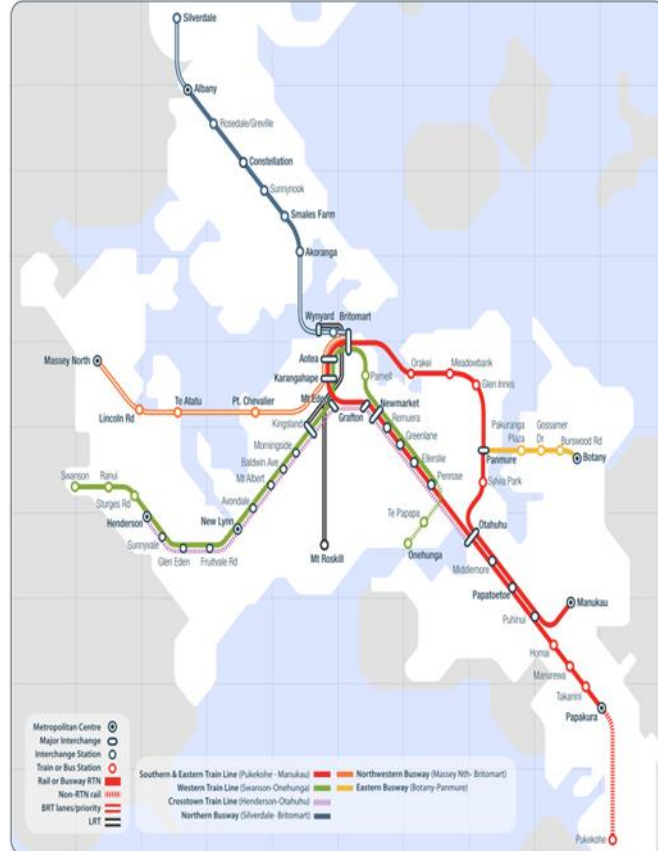 Silverdale
Albany
Rosedale/Greville
Constellation
Sunnynook
Smales Farm
Akoranga
Wynyard
Britomart
Aotea
Karangahape
Mt Eden
Parnell
Orakei
Meadowbank
Glen Innes
Massey North
Lincoln Rd
Te Atatu
Pt. Chevalier
Kingsland
Grafton
Newmarket
Remuera
Greenlane
Ellerslie
Penrose
Morningside
Baldwin Ave
Mt Albert
Avondale
New Lynn
Pakuranga
Plaza
Gossamer
Dr
Burswood Rd
Botany
Panmure
Sylvia Park
Swanson
Ranui
Sturges Rd
Henderson
Sunnyvale
Glen Eden
Fruitvale Rd
Te Papapa
Onehunga
Mt Roskill
Otahuhu
Middlemore
Papatoetoe
Puhinui
Manukau
Homai
Manurewa
Takanini
Papakura
Pukekohe
Metropolitan Centre
Major Interchange
Interchange Station
Train or Bus Station
Rail or Busway RTN
Non-RTN rail
BRT lanes/priority
LRT
Southern & Eastern Train Line (Pukekohe - Manukau)
Western Train Line (Swanson-Onehunga)
Crosstown Train Line (Henderson-Otahuhu)
Northern Busway (Silverdale- Britomart)
Northwestern Busway (Massey Nth- Britomart)
Eastern Busway (Botany-Panmure)